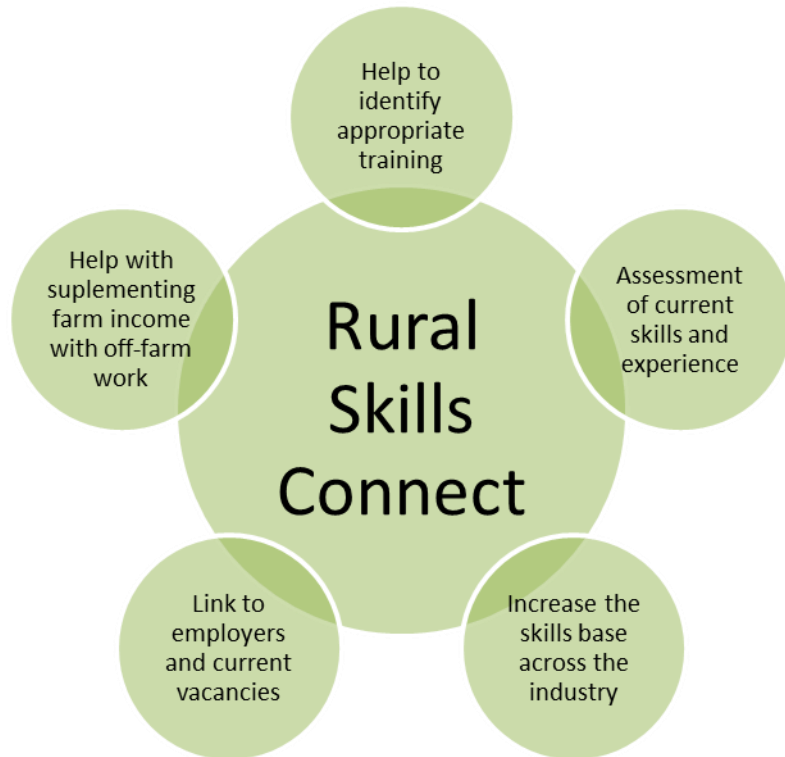 Help to
identify
appropriate
training
Help with
suplementing
farm income
with off-farm
work
Rural
Skills
Connect
Assessment
of current
skills and
experience
Link to
employers
and current
vacancies
Increase the
skills base
across the
industry